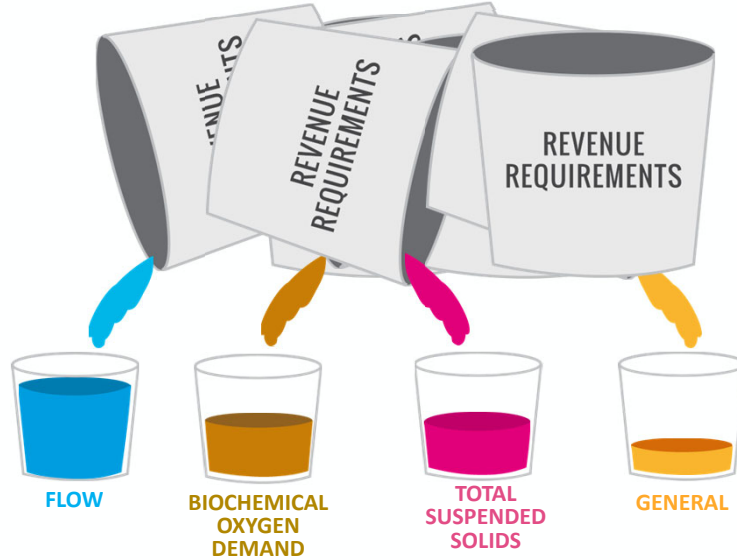 REVENUE
REQUIREMENTS
REVENUE
REQUIREMENTS
FLOW
BIOCHEMICAL
OXYGEN
DEMAND
TOTAL
SUSPENDED
SOLIDS
GENERAL